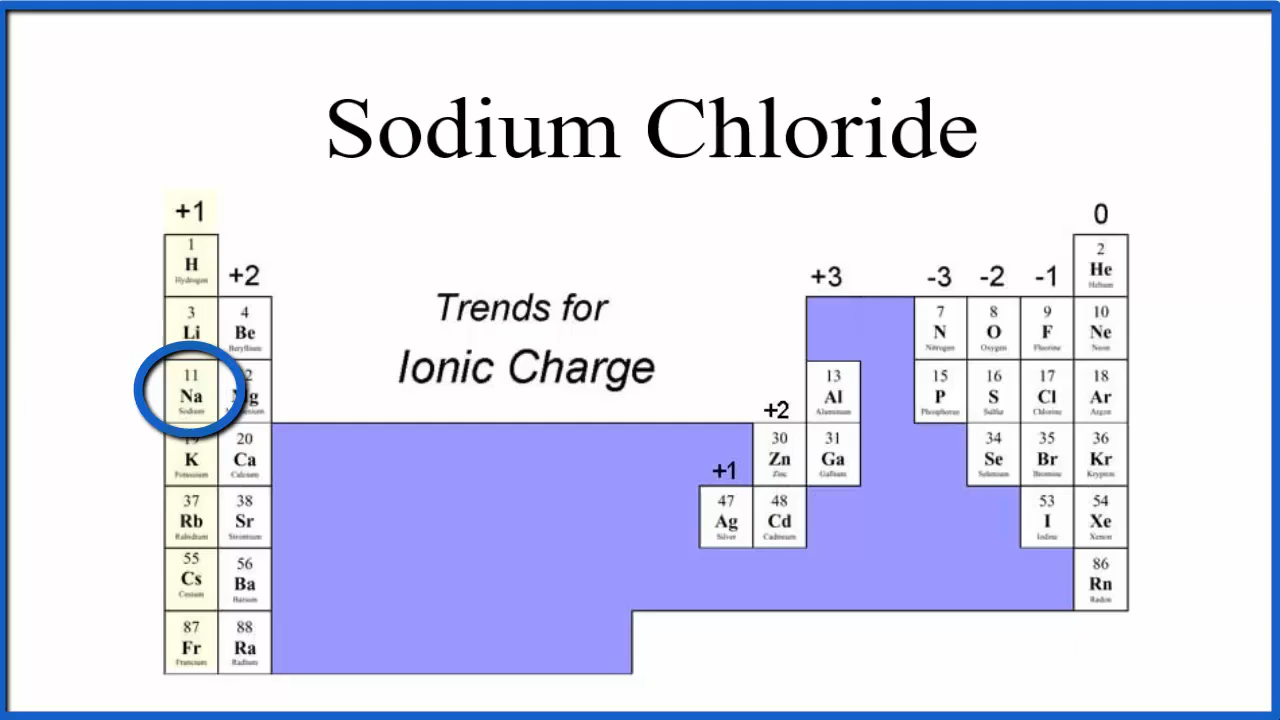 Sodium Chloride
+1
0
1
H
Hydrogen
+2
+3
-3
-2
-1
2
He
Helium
Trends for
Ionic Charge
3
Li
4
Be
Beryllium
7
N
Nitrogen
8
O
Oxygen
9
F
Fluorine
10
Ne
Neon
11
Na
Sodium
+2
13
Al
Aluminum
15
P
Phosphorus
16
S
Sulfur
17
Cl
Chlorine
18
Ar
Argon
19
K
Potassium
20
Ca
Calcium
+1
30
Zn
Zinc
31
Ga
Gallium
34
Se
Selenium
35
Br
Bromine
36
Kr
Krypton
37
Rb
Rubidium
38
Sr
Strontium
47
Ag
Silver
48
Cd
Cadmium
53
I
Iodine
54
Xe
Xenon
55
Cs
Cesium
56
Ba
Barium
86
Rn
Radon
87
Fr
Francium
88
Ra
Radium